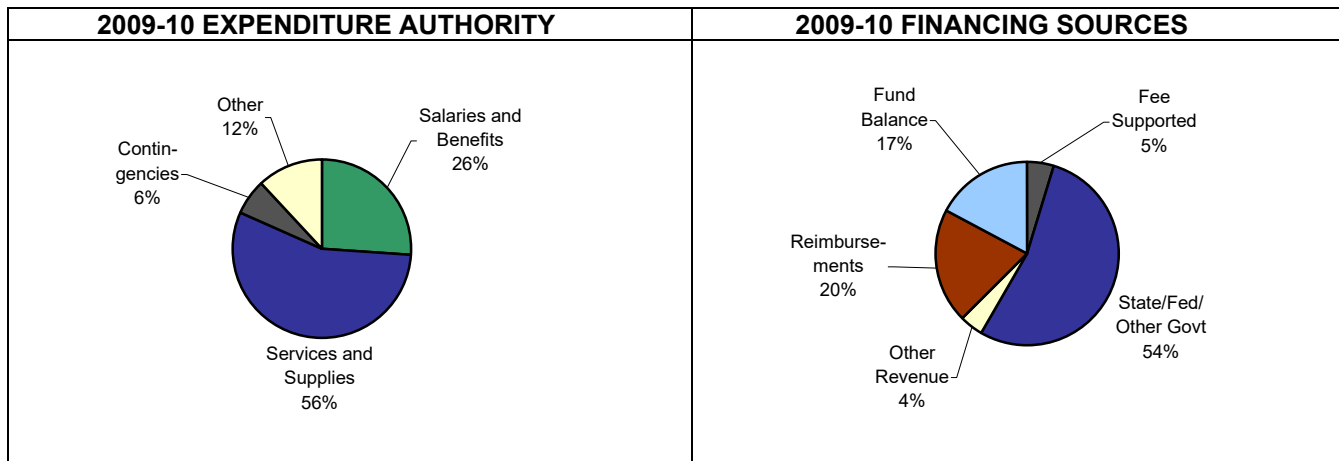 2009-10 EXPENDITURE AUTHORITY
Other
12%
Salaries and
Benefits
26%
Contin-
gencies
6%
Services and
Supplies
56%
2009-10 FINANCING SOURCES
Fund
Balance
17%
Fee
Supported
5%
Reimburse-
ments
20%
State/Fed/
Other Govt
54%
Other
Revenue
4%